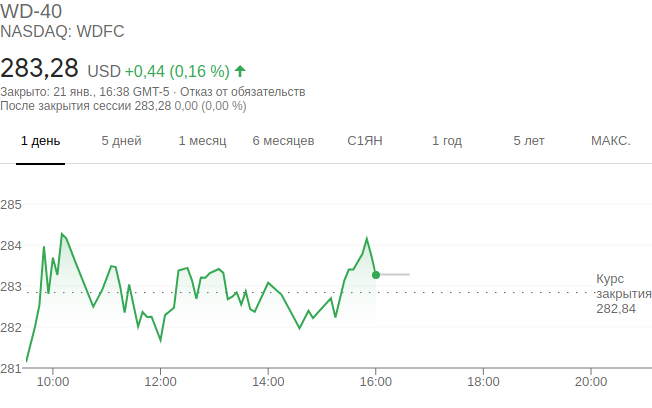 WD-40
NASDAQ: WDFC
283,28 USD +0,44 (0,16 %)
Закрыто: 21 янв., 16:38 GMT-5 · Отказ от обязательств
После закрытия сессии 283,28 0,00 (0,00 %)
1 день 5 дней 1 месяц 6 месяцев С1ЯН 1 год 5 лет МАКС.
285
284
283
282
281
Курс
закрытия
282,84
10:00 12:00 14:00 16:00 18:00 20:00